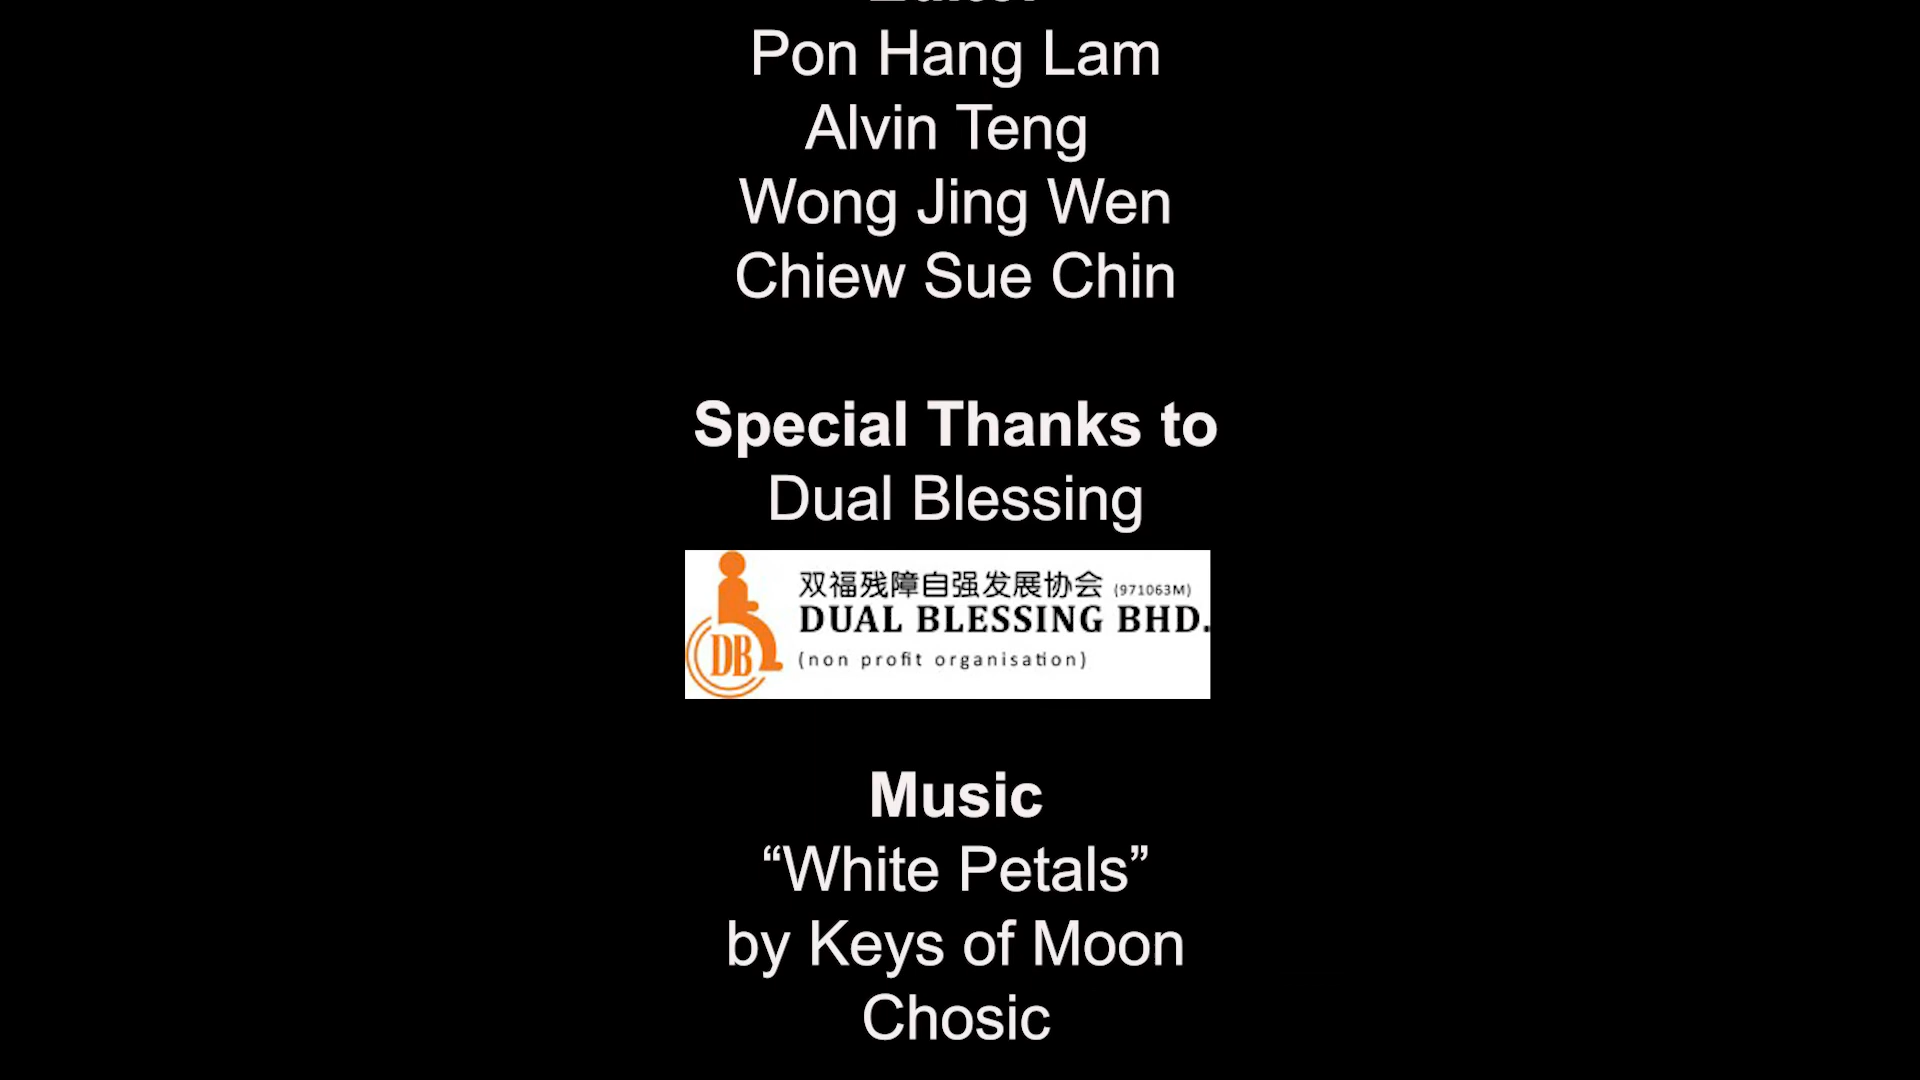 Pon Hang Lam
Alvin Teng
Wong Jing Wen
Chiew Sue Chin
Special Thanks to
Dual Blessing
双福残障自强发展协会 (971063M)
DUAL BLESSING BHD.
DB
(non profit organisation)
Music
“White Petals”
by Keys of Moon
Chosic